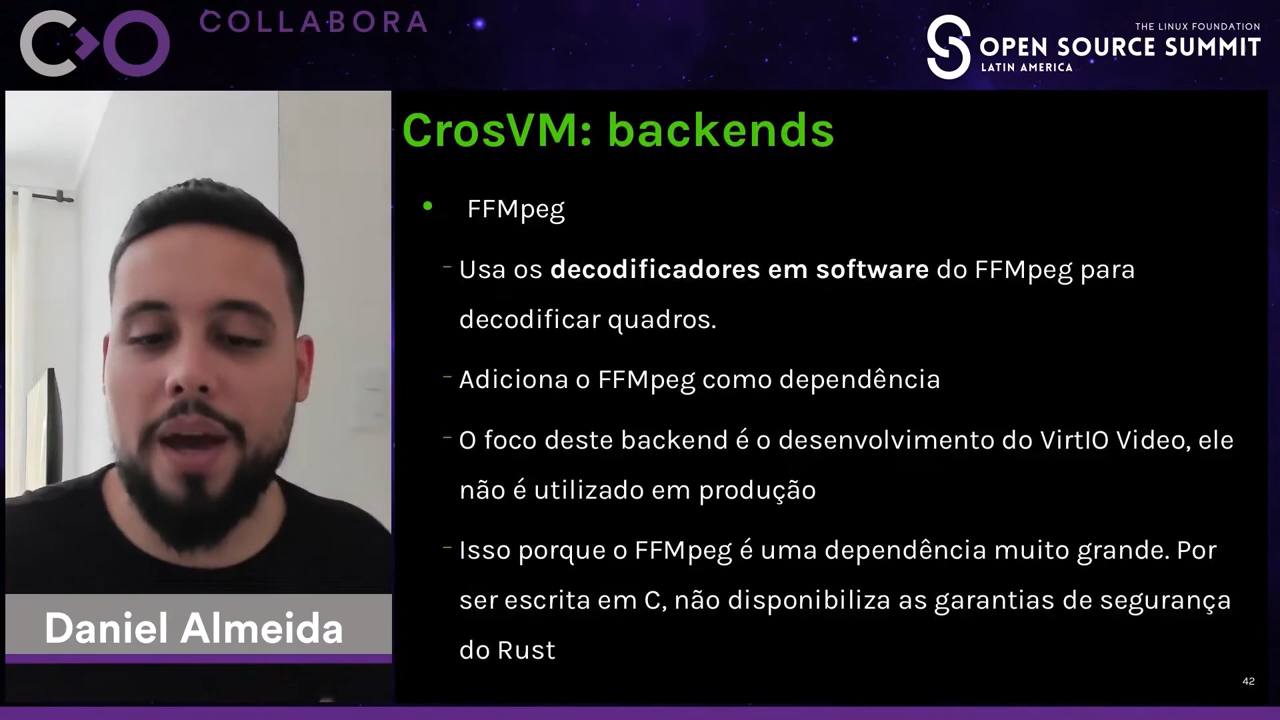 COLLABORA
THE LINUX FOUNDATION
OPEN SOURCE SUMMIT
LATIN AMERICA
CrosVM: backends
• FFMpeg
– Usa os decodificadores em software do FFMpeg para
decodificar quadros.
– Adiciona o FFMpeg como dependência
– O foco deste backend é o desenvolvimento do VirtIO Video, ele
não é utilizado em produção
– Isso porque o FFMpeg é uma dependência muito grande. Por
ser escrita em C, não disponibiliza as garantias de segurança
do Rust
Daniel Almeida
42